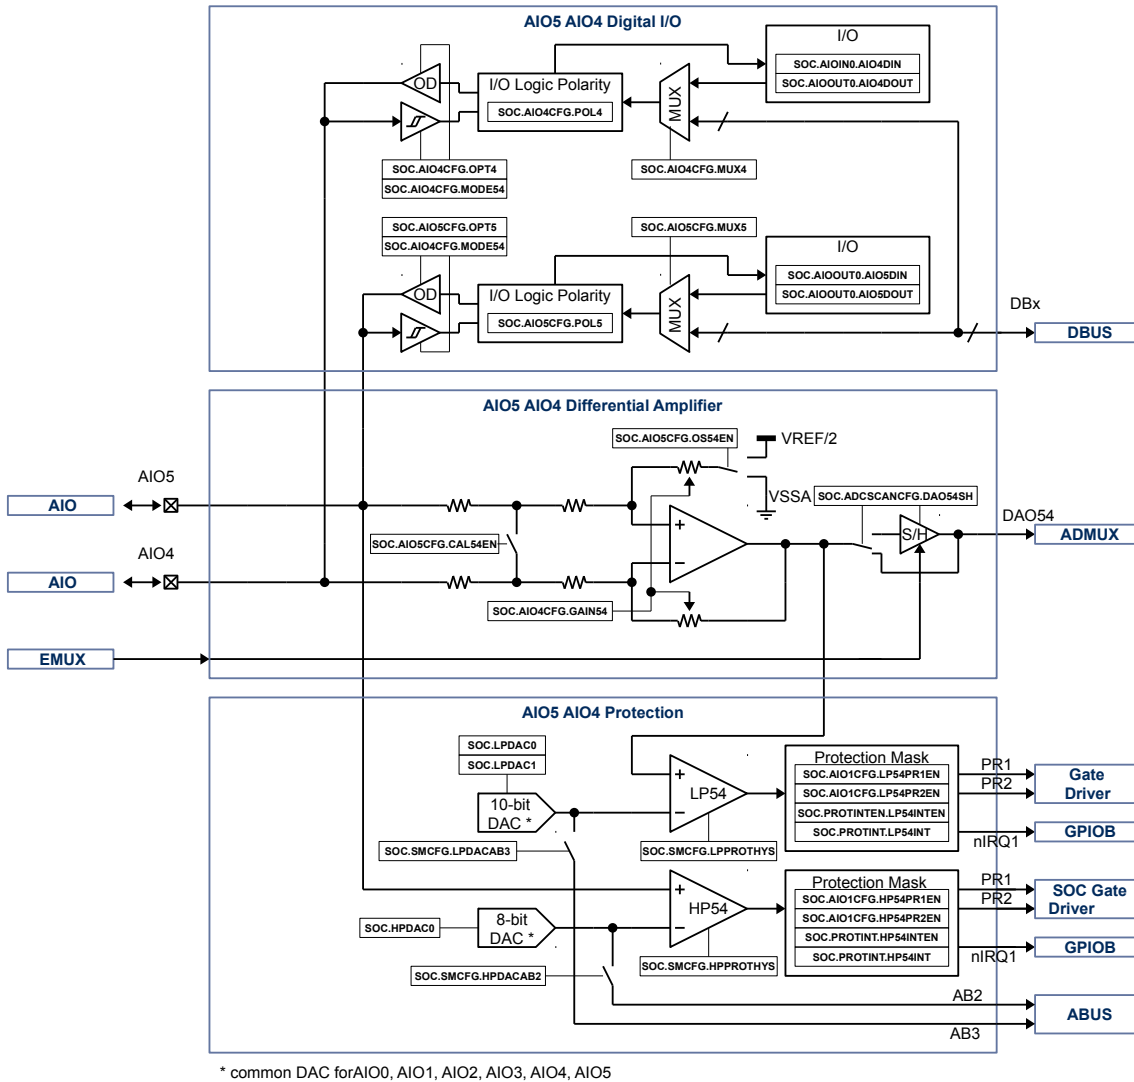 AIO5 AIO4 Digital I/O
I/O
SOC.AIOIN0.AIO4DIN
SOC.AIOOUT0.AIO4DOUT
OD
I/O Logic Polarity
SOC.AIO4CFG.POL4
MUX
SOC.AIO4CFG.OPT4
SOC.AIO4CFG.MODE54
SOC.AIO4CFG.MUX4
SOC.AIO5CFG.OPT5
SOC.AIO4CFG.MODE54
SOC.AIO5CFG.MUX5
I/O
SOC.AIOOUT0.AIO5DIN
SOC.AIOOUT0.AIO5DOUT
OD
I/O Logic Polarity
SOC.AIO5CFG.POL5
MUX
DBx
DBUS
AIO5 AIO4 Differential Amplifier
SOC.AIO5CFG.OS54EN
VREF/2
VSSA
SOC.ADCSCANCFG.DAO54SH
AIO5
AIO
+
−
S/H
DAO54
ADMUX
SOC.AIO5CFG.CAL54EN
AIO4
AIO
SOC.AIO4CFG.GAIN54
EMUX
AIO5 AIO4 Protection
SOC.LPDAC0
SOC.LPDAC1
10-bit
DAC *
+
−
LP54
Protection Mask
SOC.AIO1CFG.LP54PR1EN
SOC.AIO1CFG.LP54PR2EN
SOC.PROTINTEN.LP54INTEN
SOC.PROTINT.LP54INT
PR1
PR2
Gate
Driver
nIRQ1
GPIOB
SOC.SMCFG.LPDACAB3
SOC.SMCFG.LPPROTHYS
SOC.HPDAC0
8-bit
DAC *
+
−
HP54
Protection Mask
SOC.AIO1CFG.HP54PR1EN
SOC.AIO1CFG.HP54PR2EN
SOC.PROTINT.HP54INTEN
SOC.PROTINT.HP54INT
PR1
PR2
SOC Gate
Driver
nIRQ1
GPIOB
SOC.SMCFG.HPDACAB2
SOC.SMCFG.HPPROTHYS
AB2
AB3
ABUS
* common DAC forAIO0, AIO1, AIO2, AIO3, AIO4, AIO5